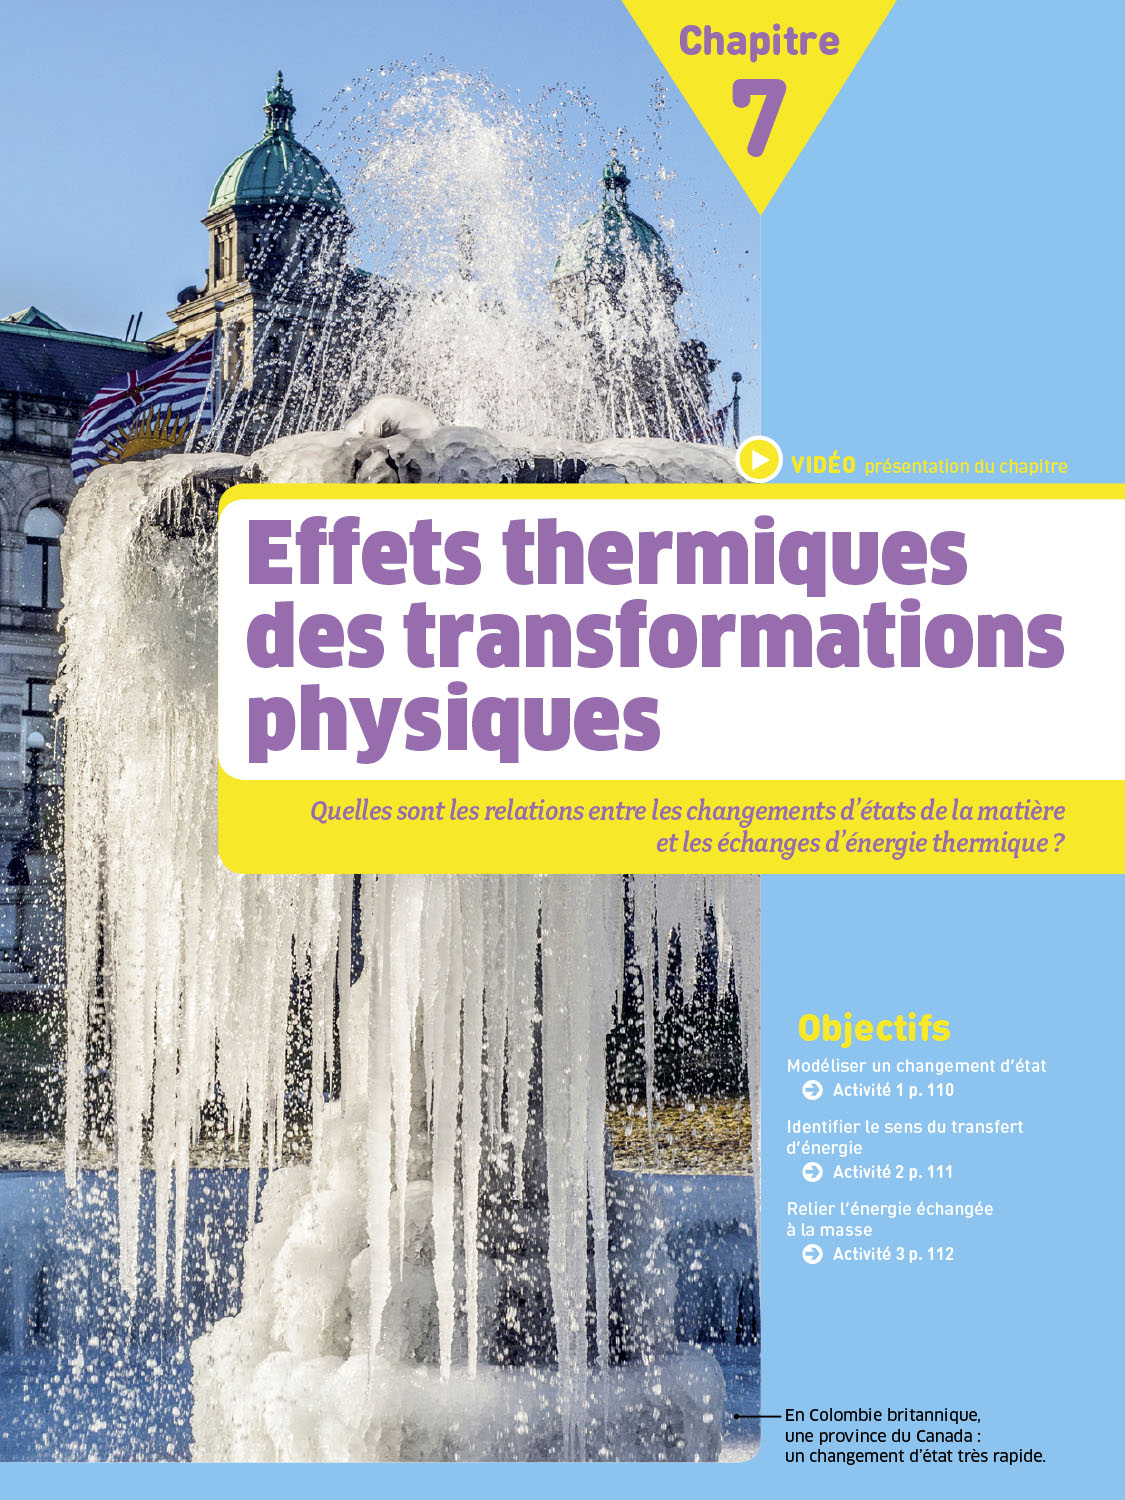 Chapitre
7
VIDÉO présentation du chapitre
Effets thermiques
des transformations
physiques
Quelles sont les relations entre les changements d’états de la matière
et les échanges d’énergie thermique ?
Objectifs
Modéliser un changement d’état
Activité 1 p. 110
Identifier le sens du transfert
d’énergie
Activité 2 p. 111
Relier l’énergie échangée
à la masse
Activité 3 p. 112
En Colombie britannique,
une province du Canada :
un changement d’état très rapide.